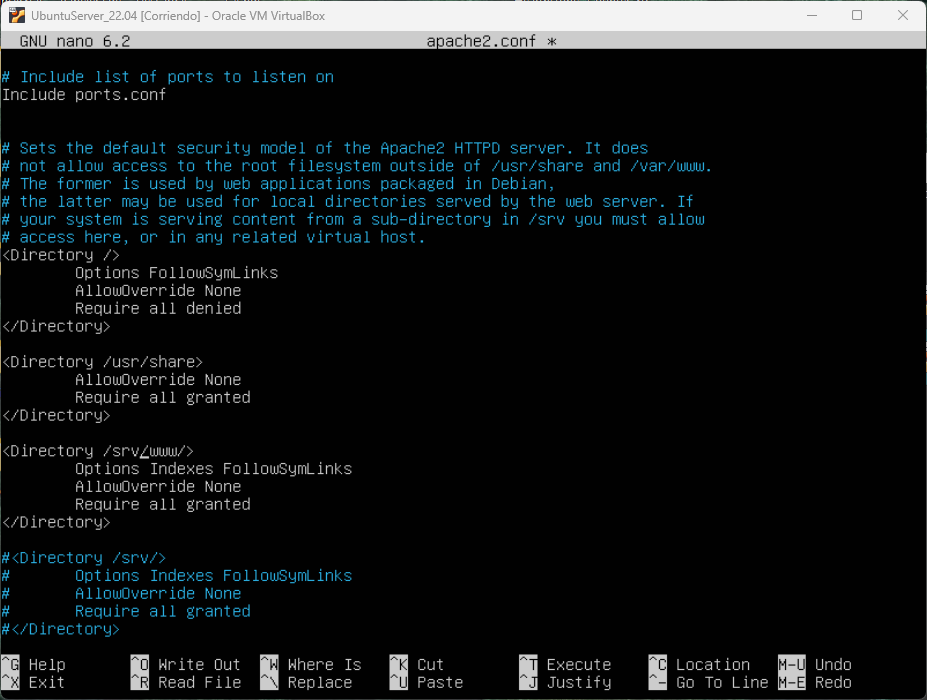 UbuntuServer_22.04 [Corriendo] - Oracle VM VirtualBox
GNU nano 6.2 apache2.conf *
# Include list of ports to listen on
Include ports.conf
# Sets the default security model of the Apache2 HTTPD server. It does
# not allow access to the root filesystem outside of /usr/share and /var/www.
# The former is used by web applications packaged in Debian,
# the latter may be used for local directories served by the web server. If
# your system is serving content from a sub-directory in /srv you must allow
# access here, or in any related virtual host.
<Directory />
Options FollowSymLinks
AllowOverride None
Require all denied
</Directory>
<Directory /usr/share>
AllowOverride None
Require all granted
</Directory>
<Directory /srv/www/>
Options Indexes FollowSymLinks
AllowOverride None
Require all granted
</Directory>
#<Directory /srv/>
#       Options Indexes FollowSymLinks
#       AllowOverride None
#       Require all granted
#</Directory>
^G Help ^O Write Out ^W Where Is ^K Cut ^T Execute ^C Location M-U Undo
^X Exit ^R Read File ^\ Replace ^U Paste ^J Justify ^- Go To Line M-E Redo